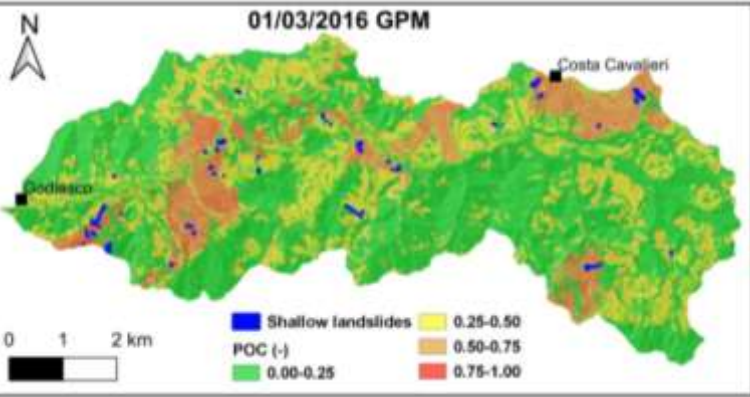 01/03/2016 GPM
N
Costa Cavalieri
Godiasco
0 1 2 km
Shallow landslides
POC (-)
0.00-0.25
0.25-0.50
0.50-0.75
0.75-1.00